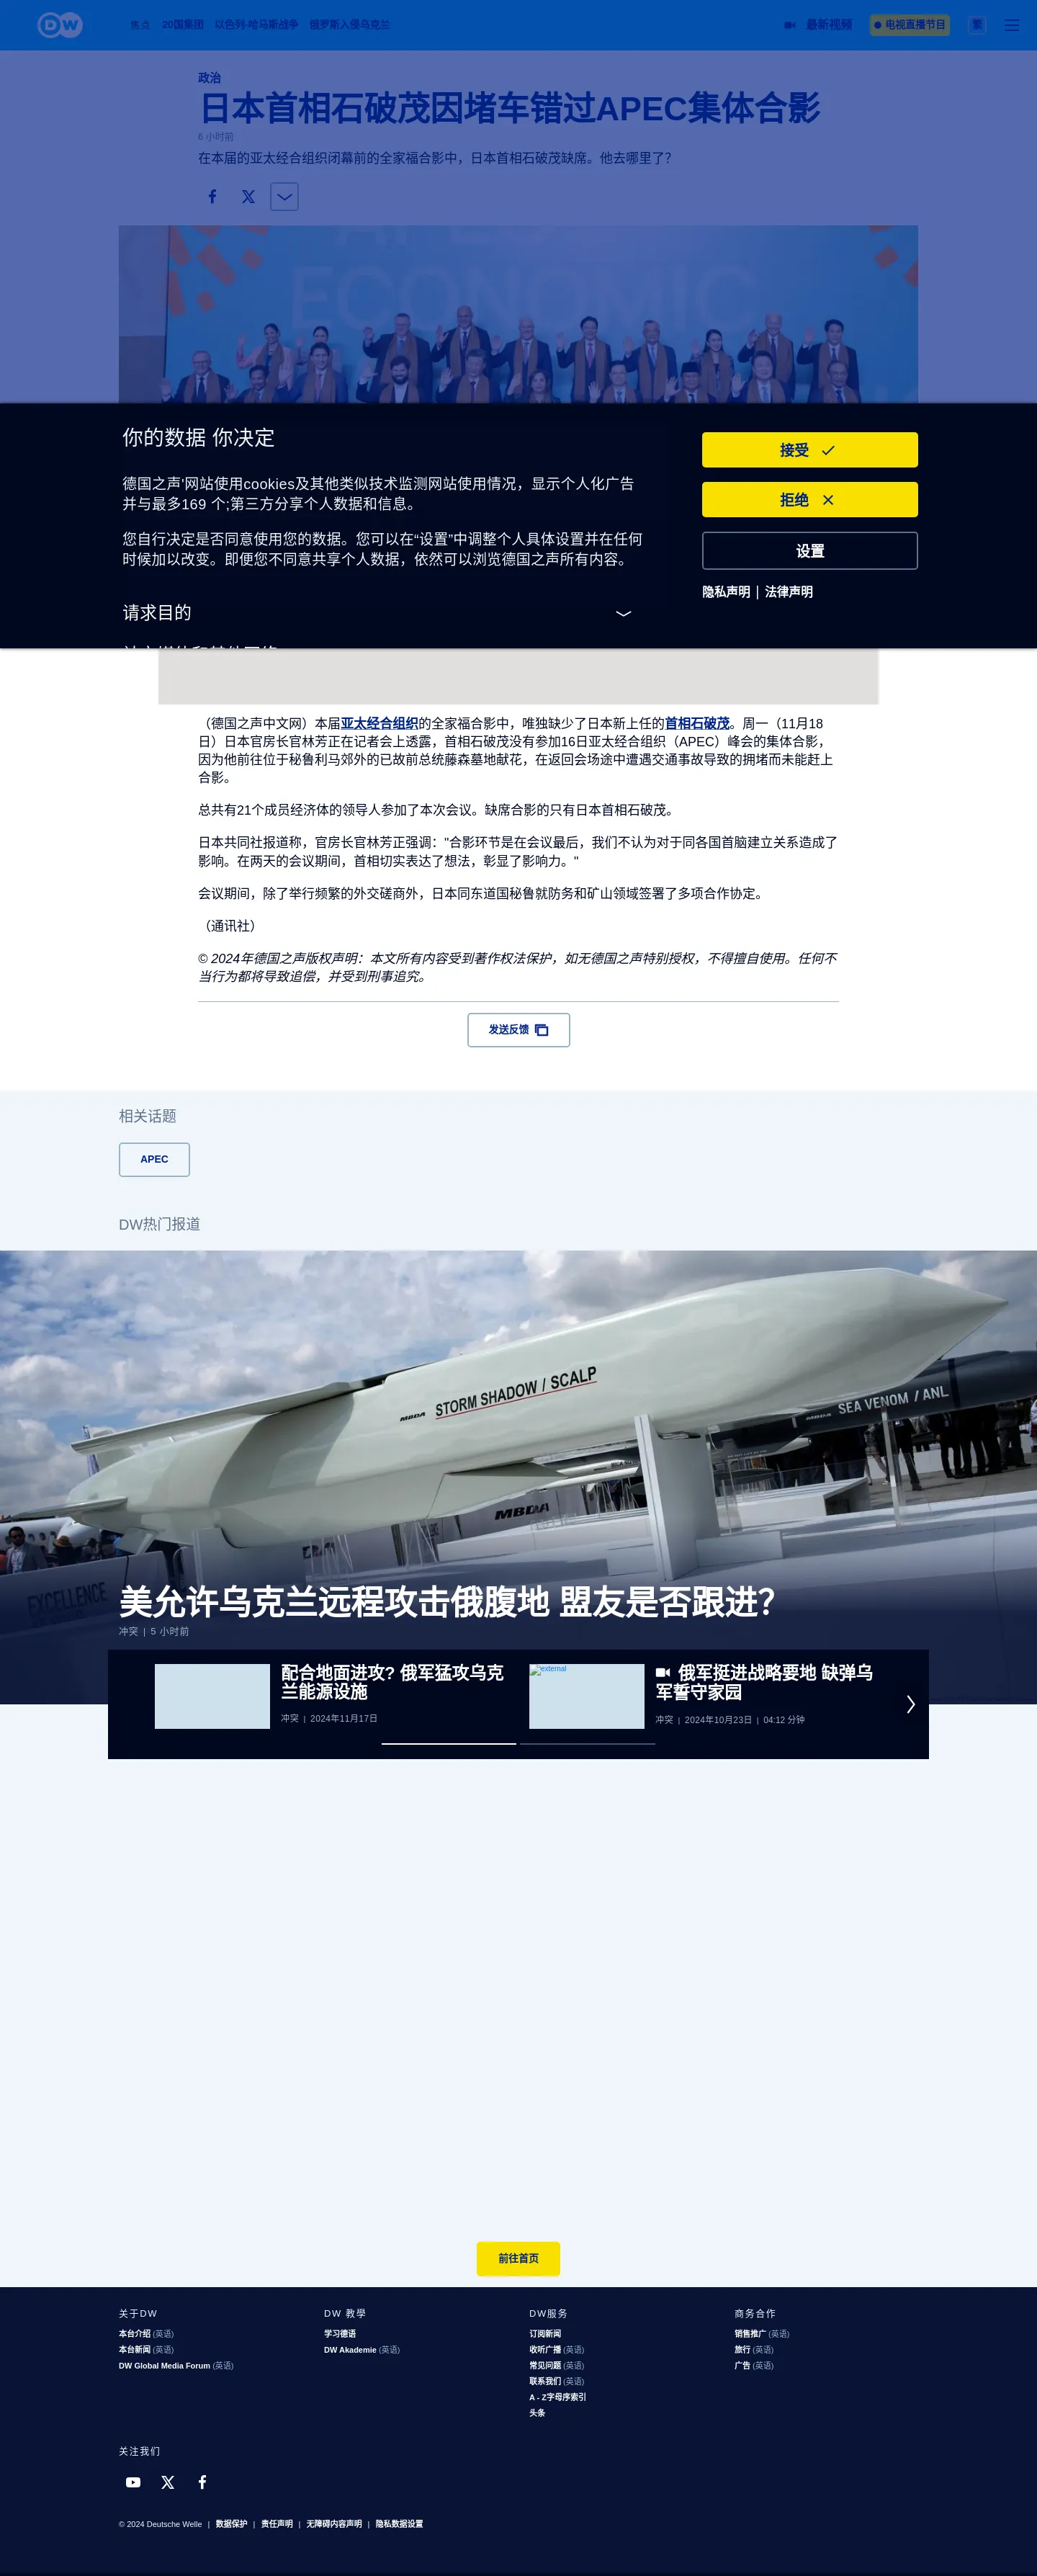 DW
焦点 20国集团 以色列-哈马斯战争 俄罗斯入侵乌克兰 最新视频 电视直播节目 繁
政治
日本首相石破茂因堵车错过APEC集体合影
6 小时前
在本届的亚太经合组织闭幕前的全家福合影中，日本首相石破茂缺席。他去哪里了？
ECONOMIC
你的数据 你决定
德国之声'网站使用cookies及其他类似技术监测网站使用情况，显示个人化广告
并与最多169 个;第三方分享个人数据和信息。
您自行决定是否同意使用您的数据。您可以在“设置”中调整个人具体设置并在任何
时候加以改变。即便您不同意共享个人数据，依然可以浏览德国之声所有内容。
请求目的
接受
拒绝
设置
隐私声明 | 法律声明
（德国之声中文网）本届亚太经合组织的全家福合影中，唯独缺少了日本新上任的首相石破茂。周一（11月18
日）日本官房长官林芳正在记者会上透露，首相石破茂没有参加16日亚太经合组织（APEC）峰会的集体合影，
因为他前往位于秘鲁利马郊外的已故前总统藤森墓地献花，在返回会场途中遭遇交通事故导致的拥堵而未能赶上
合影。
总共有21个成员经济体的领导人参加了本次会议。缺席合影的只有日本首相石破茂。
日本共同社报道称，官房长官林芳正强调："合影环节是在会议最后，我们不认为对于同各国首脑建立关系造成了
影响。在两天的会议期间，首相切实表达了想法，彰显了影响力。"
会议期间，除了举行频繁的外交磋商外，日本同东道国秘鲁就防务和矿山领域签署了多项合作协定。
（通讯社）
© 2024年德国之声版权声明：本文所有内容受到著作权法保护，如无德国之声特别授权，不得擅自使用。任何不
当行为都将导致追偿，并受到刑事追究。
发送反馈
相关话题
APEC
DW热门报道
MBDA STORM SHADOW / SCALP
MBDA SEA VENOM / ANL
MBDA
EXCELLENCE
美允许乌克兰远程攻击俄腹地 盟友是否跟进？
冲突 | 5 小时前
配合地面进攻？俄军猛攻乌克
兰能源设施
冲突 | 2024年11月17日
external
俄军挺进战略要地 缺弹乌
军誓守家园
冲突 | 2024年10月23日 | 04:12 分钟
前往首页
关于DW
本台介绍 (英语)
本台新闻 (英语)
DW Global Media Forum (英语)
DW 教學
学习德语
DW Akademie (英语)
DW服务
订阅新闻
收听广播 (英语)
常见问题 (英语)
联系我们 (英语)
A - Z字母序索引
头条
商务合作
销售推广 (英语)
旅行 (英语)
广告 (英语)
关注我们
© 2024 Deutsche Welle | 数据保护 | 责任声明 | 无障碍内容声明 | 隐私数据设置